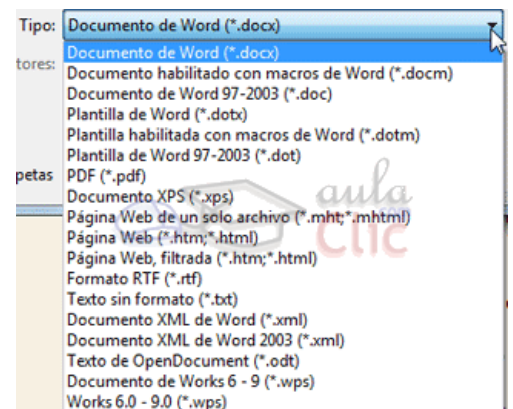 Tipo: Documento de Word (*.docx)
tores:
Documento de Word (*.docx)
Documento habilitado con macros de Word (*.docm)
Documento de Word 97-2003 (*.doc)
Plantilla de Word (*.dotx)
Plantilla habilitada con macros de Word (*.dotm)
Plantilla de Word 97-2003 (*.dot)
petas
PDF (*.pdf)
Documento XPS (*.xps)
Página Web de un solo archivo (*.mht;*.mhtml)
Página Web (*.htm;*.html)
Página Web, filtrada (*.htm;*.html)
Formato RTF (*.rtf)
Texto sin formato (*.txt)
Documento XML de Word (*.xml)
Documento XML de Word 2003 (*.xml)
Texto de OpenDocument (*.odt)
Documento de Works 6 - 9 (*.wps)
Works 6.0 - 9.0 (*.wps)
aula
.com
Clic